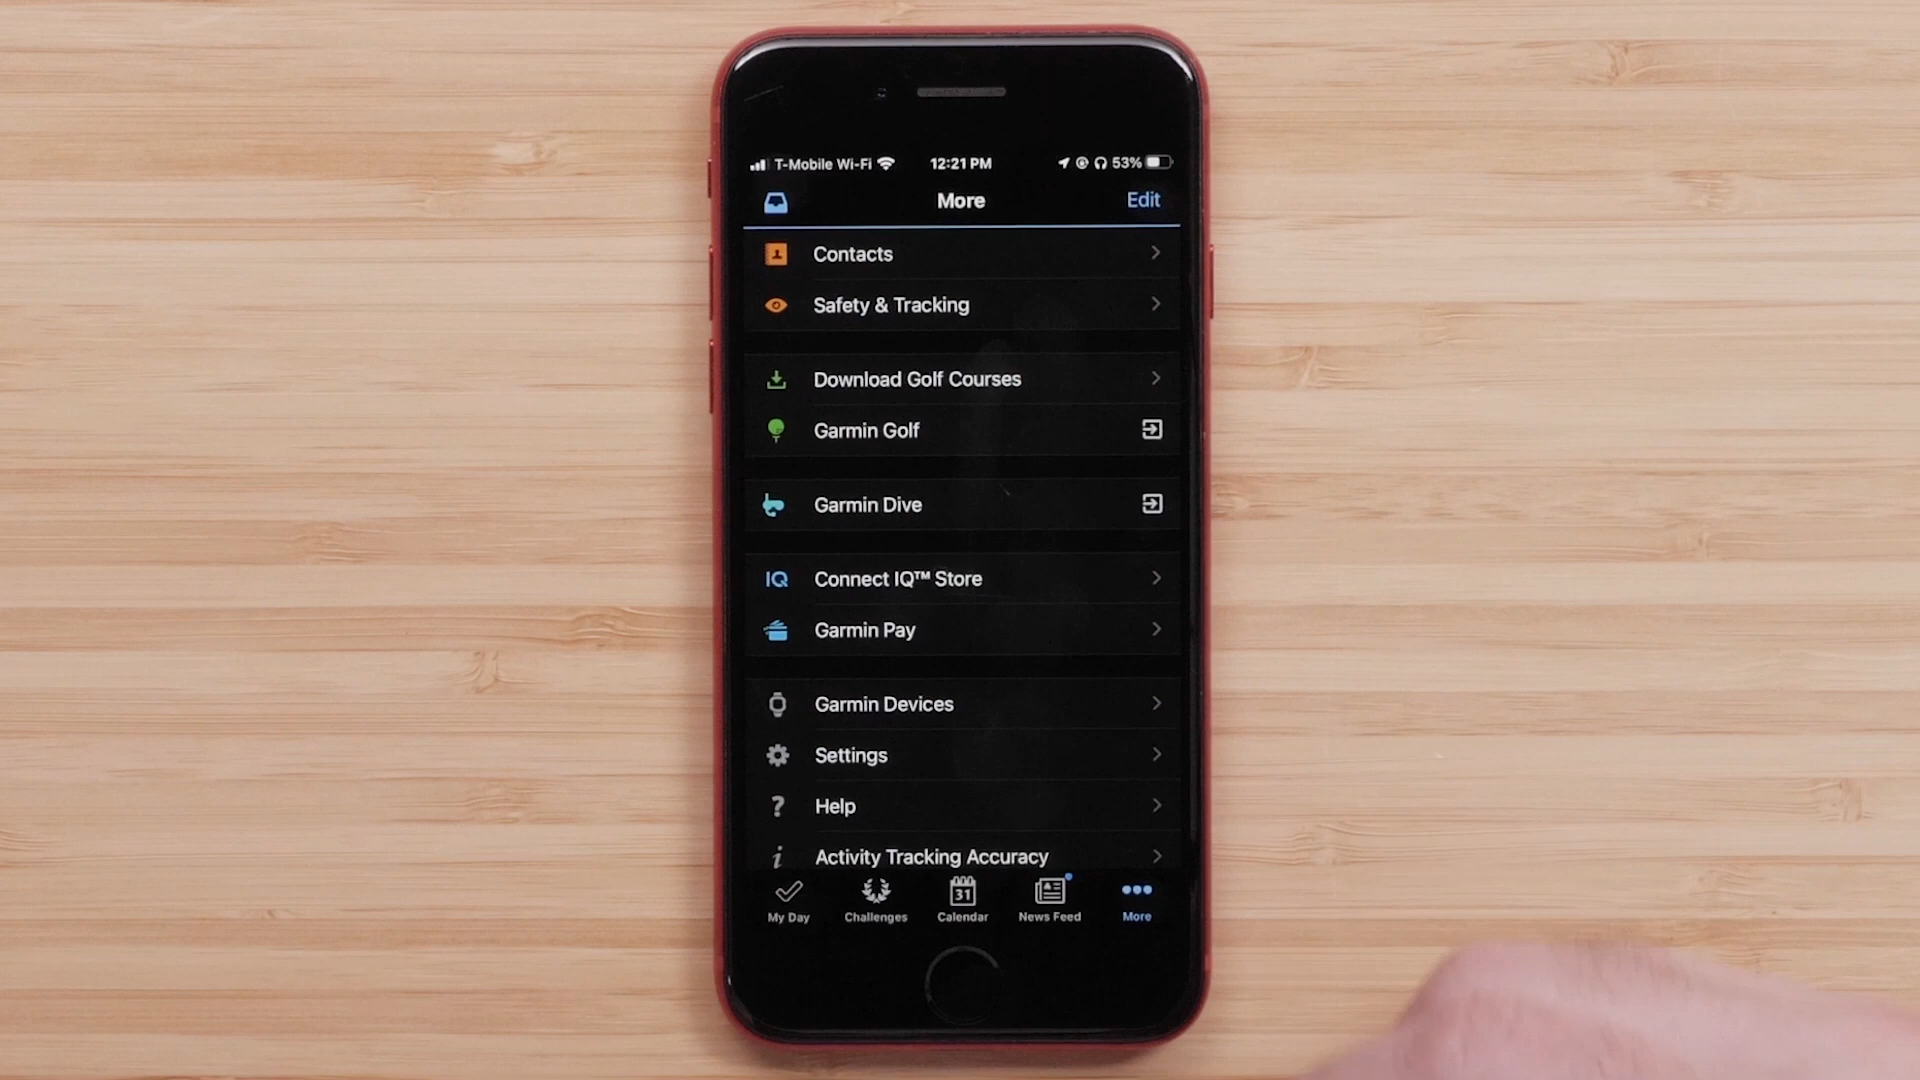 T-Mobile Wi-Fi 12:21 PM 53%
More Edit
Contacts
Safety & Tracking
Download Golf Courses
Garmin Golf
Garmin Dive
IQ Connect IQ™ Store
Garmin Pay
Garmin Devices
Settings
? Help
i Activity Tracking Accuracy
31
My Day Challenges Calendar News Feed More